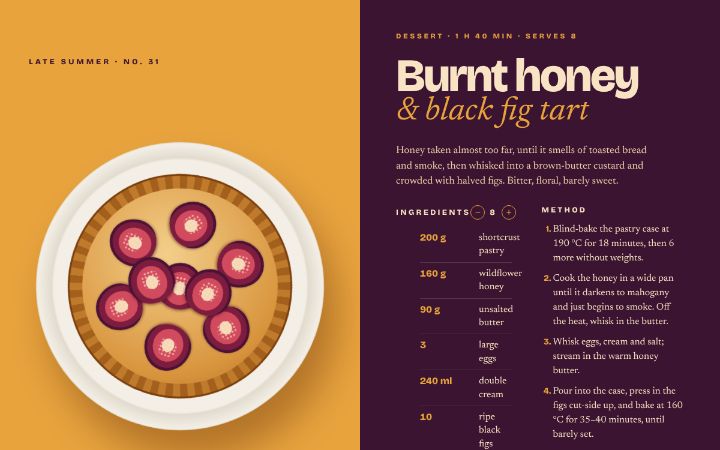 LATE SUMMER · NO. 31
DESSERT · 1 H 40 MIN · SERVES 8
Burnt honey
& black fig tart
Honey taken almost too far, until it smells of toasted bread
and smoke, then whisked into a brown-butter custard and
crowded with halved figs. Bitter, floral, barely sweet.
INGREDIENTS − 8 +
200 g shortcrust
pastry
160 g wildflower
honey
90 g unsalted
butter
3 large
eggs
240 ml double
cream
10 ripe
black
figs
METHOD
1. Blind-bake the pastry case at
190 °C for 18 minutes, then 6
more without weights.
2. Cook the honey in a wide pan
until it darkens to mahogany
and just begins to smoke. Off
the heat, whisk in the butter.
3. Whisk eggs, cream and salt;
stream in the warm honey
butter.
4. Pour into the case, press in the
figs cut-side up, and bake at 160
°C for 35–40 minutes, until
barely set.